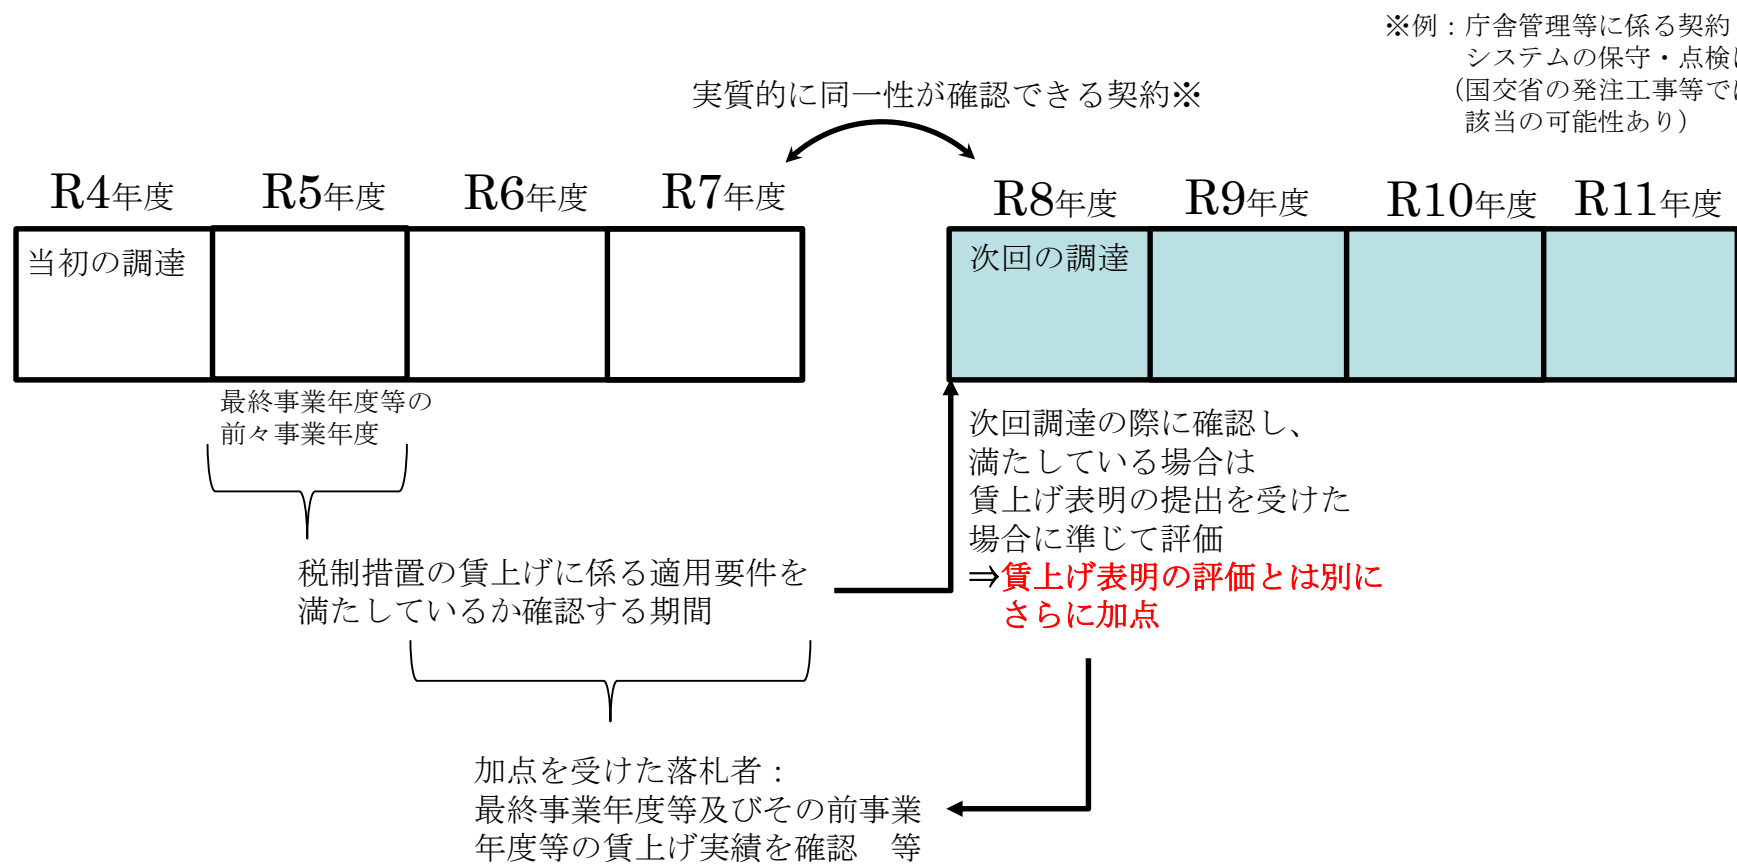 ※例：庁舎管理等に係る契約
システムの保守・点検
（国交省の発注工事等で
該当の可能性あり）
実質的に同一性が確認できる契約※
R4年度 R5年度 R6年度 R7年度 R8年度 R9年度 R10年度 R11年度
当初の調達 次回の調達
最終事業年度等の
前々事業年度
次回調達の際に確認し、
満たしている場合は
賃上げ表明の提出を受けた
場合に準じて評価
⇒賃上げ表明の評価とは別に
さらに加点
税制措置の賃上げに係る適用要件を
満たしているか確認する期間
加点を受けた落札者：
最終事業年度等及びその前事業
年度等の賃上げ実績を確認　等